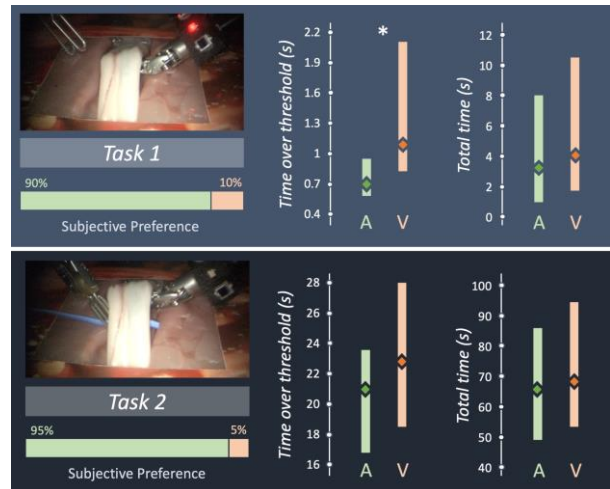 Task 1
90% 10%
Subjective Preference
Time over threshold (s)
2.2
1.9
1.6
1.3
1
0.7
0.4
*
A V
Total time (s)
12
10
8
6
4
2
0
A V
Task 2
95% 5%
Subjective Preference
Time over threshold (s)
28
26
24
22
20
18
16
A V
Total time (s)
100
90
80
70
60
50
40
A V